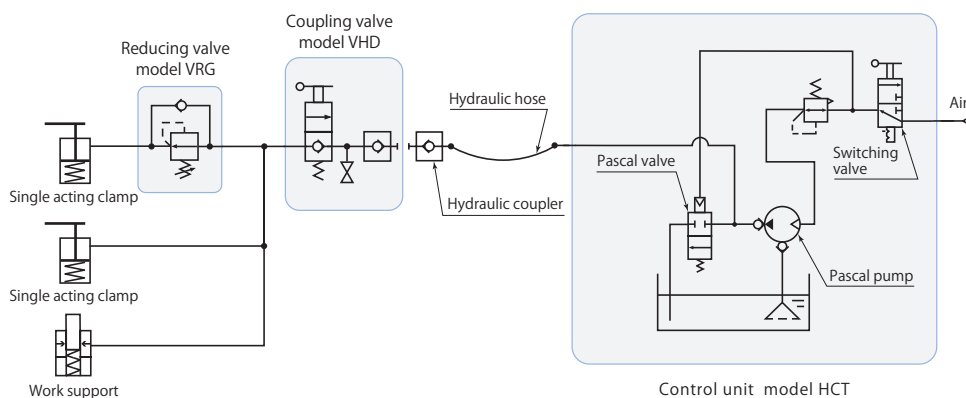 Reducing valve
model VRG
Coupling valve
model VHD
Hydraulic hose
Air
Switching
valve
Pascal valve
Single acting clamp
Hydraulic coupler
Pascal pump
Single acting clamp
Work support
Control unit model HCT